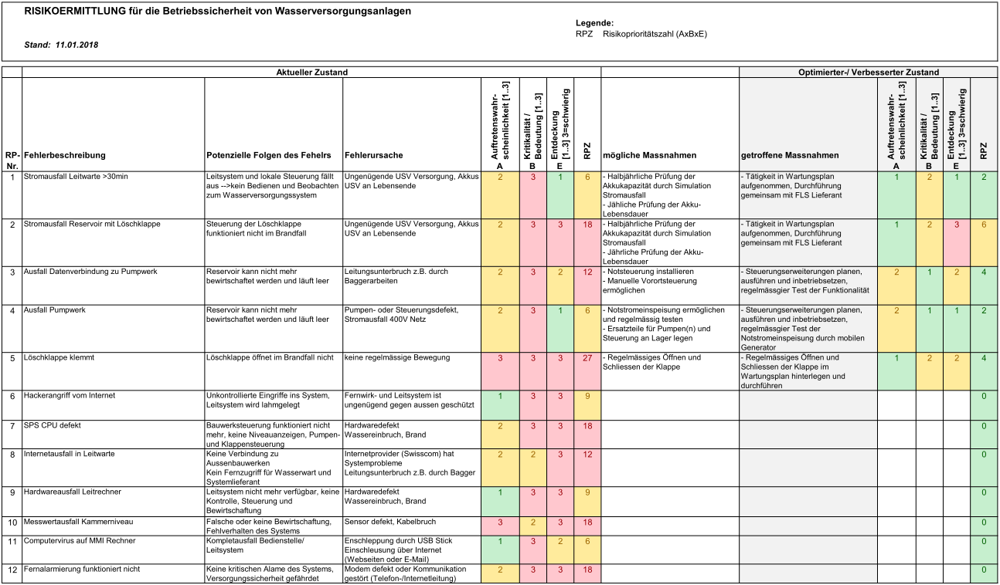 RISIKOERMITTLUNG für die Betriebssicherheit von Wasserversorgungsanlagen
Legende:
RPZ Risikoprioritätszahl (AxBxE)
Stand: 11.01.2018
Aktueller Zustand
Optimierter-/ Verbesserter Zustand
RP-Nr.
Fehlerbeschreibung
Potenzielle Folgen des Fehelrs
Fehlerursache
Auftretenswahr-
scheinlichkeit [1..3]
A
Kritikalität /
Bedeutung [1..3]
B
Entdeckung
[1..3] 3=schwierig
E
RPZ
mögliche Massnahmen
getroffene Massnahmen
Auftretenswahr-
scheinlichkeit [1..3]
A
Kritikalität /
Bedeutung [1..3]
B
Entdeckung
[1..3] 3=schwierig
E
RPZ
1
Stromausfall Leitwarte >30min
Leitsystem und lokale Steuerung fällt
aus -->kein Bedienen und Beobachten
zum Wasserversorgungssystem
Ungenügende USV Versorgung, Akkus
USV an Lebensende
2 3 1 6
- Halbjährliche Prüfung der
Akkukapazität durch Simulation
Stromausfall
- Jähliche Prüfung der Akku-
Lebensdauer
- Tätigkeit in Wartungsplan
aufgenommen, Durchführung
gemeinsam mit FLS Lieferant
1 2 1 2
2
Stromausfall Reservoir mit Löschklappe
Steuerung der Löschklappe
funktioniert nicht im Brandfall
Ungenügende USV Versorgung, Akkus
USV an Lebensende
2 3 3 18
- Halbjährliche Prüfung der
Akkukapazität durch Simulation
Stromausfall
- Jährliche Prüfung der Akku-
Lebensdauer
- Tätigkeit in Wartungsplan
aufgenommen, Durchführung
gemeinsam mit FLS Lieferant
1 2 3 6
3
Ausfall Datenverbindung zu Pumpwerk
Reservoir kann nicht mehr
bewirtschaftet werden und läuft leer
Leitungsunterbruch z.B. durch
Baggerarbeiten
2 3 2 12
- Notsteuerung installieren
- Manuelle Vorortsteuerung
ermöglichen
- Steuerungserweiterungen planen,
ausführen und inbetriebsetzen,
regelmässgier Test der Funktionalität
2 1 2 4
4
Ausfall Pumpwerk
Reservoir kann nicht mehr
bewirtschaftet werden und läuft leer
Pumpen- oder Steuerungsdefekt,
Stromausfall 400V Netz
2 3 1 6
- Notstromeinspeisung ermöglichen
und regelmässig testen
- Ersatzteile für Pumpen(n) und
Steuerung an Lager legen
- Steuerungserweiterungen planen,
ausführen und inbetriebsetzen,
regelmässgier Test der
Notstromeinspeisung durch mobilen
Generator
2 1 1 2
5
Löschklappe klemmt
Löschklappe öffnet im Brandfall nicht
keine regelmässige Bewegung
3 3 3 27
- Regelmässiges Öffnen und
Schliessen der Klappe
- Regelmässiges Öffnen und
Schliessen der Klappe im
Wartungsplan hinterlegen und
durchführen
1 2 2 4
6
Hackerangriff vom Internet
Unkontrollierte Eingriffe ins System,
Leitsystem wird lahmgelegt
Fernwirk- und Leitsystem ist
ungenügend gegen aussen geschützt
1 3 3 9
0
7
SPS CPU defekt
Bauwerksteuerung funktioniert nicht
mehr, keine Niveauanzeigen, Pumpen-
und Klappensteuerung
Hardwaredefekt
Wassereinbruch, Brand
2 3 3 18
0
8
Internetausfall in Leitwarte
Keine Verbindung zu
Aussenbauwerken
Kein Fernzugriff für Wasserwart und
Systemlieferant
Internetprovider (Swisscom) hat
Systemprobleme
Leitungsunterbruch z.B. durch Bagger
2 2 3 12
0
9
Hardwareausfall Leitrechner
Leitsystem nicht mehr verfügbar, keine
Kontrolle, Steuerung und
Bewirtschaftung
Hardwaredefekt
Wassereinbruch, Brand
1 3 3 9
0
10
Messwertausfall Kammerniveau
Falsche oder keine Bewirtschaftung,
Fehlverhalten des Systems
Sensor defekt, Kabelbruch
3 2 3 18
0
11
Computervirus auf MMI Rechner
Kompletausfall Bedienstelle/
Leitsystem
Enschleppung durch USB Stick
Einschleusung über Internet
(Webseiten oder E-Mail)
1 3 2 6
0
12
Fernalarmierung funktioniert nicht
Keine kritischen Alame des Systems,
Versorgungssicherheit gefährdet
Modem defekt oder Kommunikation
gestört (Telefon-/Internetleitung)
2 3 3 18
0